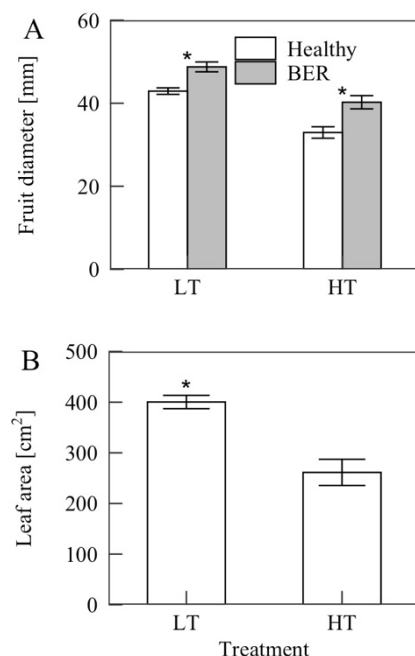 A
Fruit diameter [mm]
60
40
20
0
* *
Healthy
BER
LT HT
B
Leaf area [cm²]
500
400
300
200
100
0
*
LT HT
Treatment